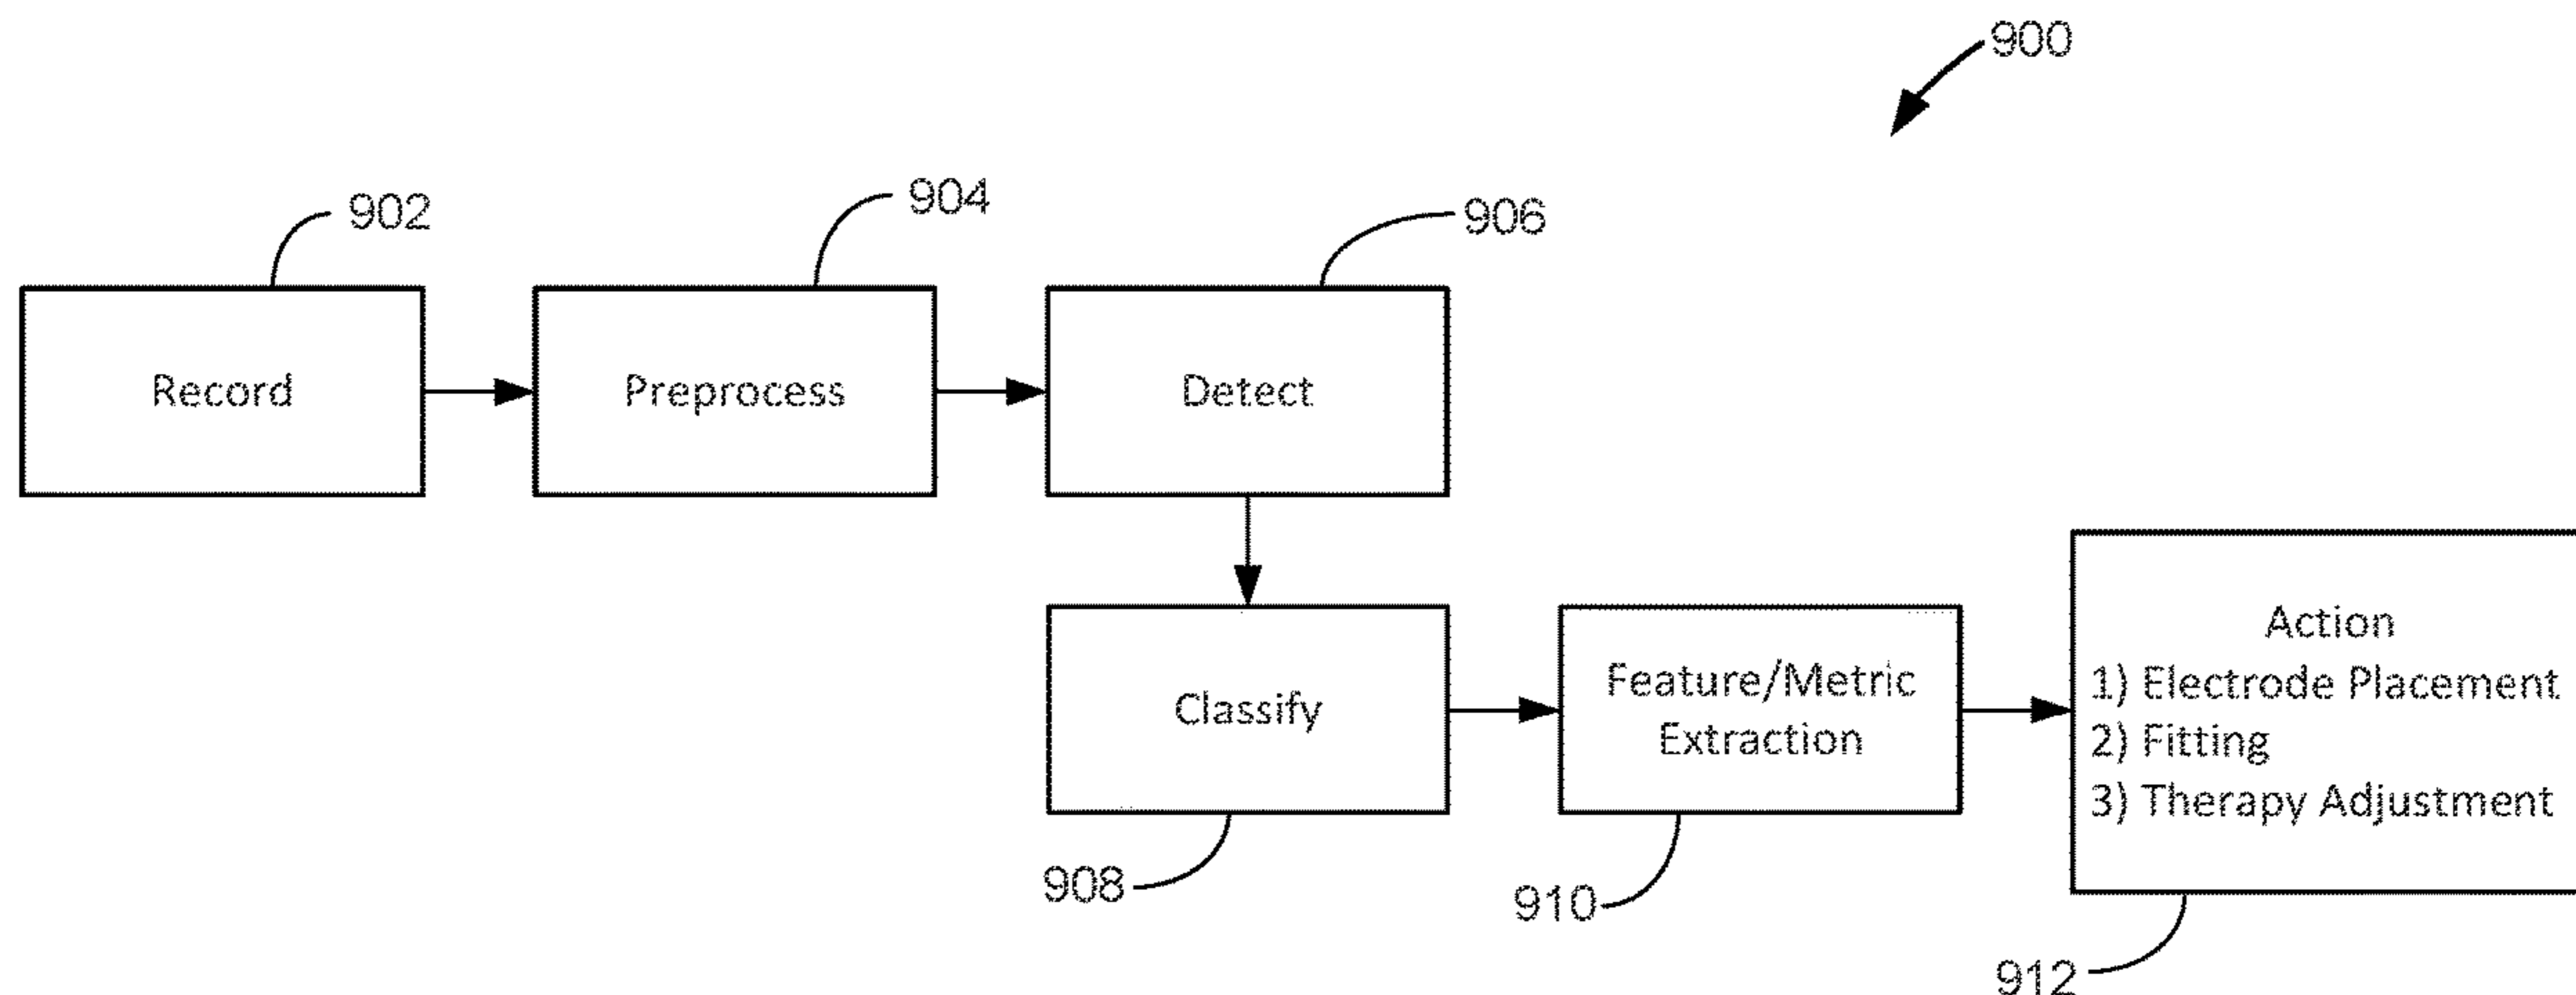 900
902
904
906
Record
Preprocess
Detect
Classify
Feature/Metric
Extraction
Action
1) Electrode Placement
2) Fitting
3) Therapy Adjustment
908
910
912